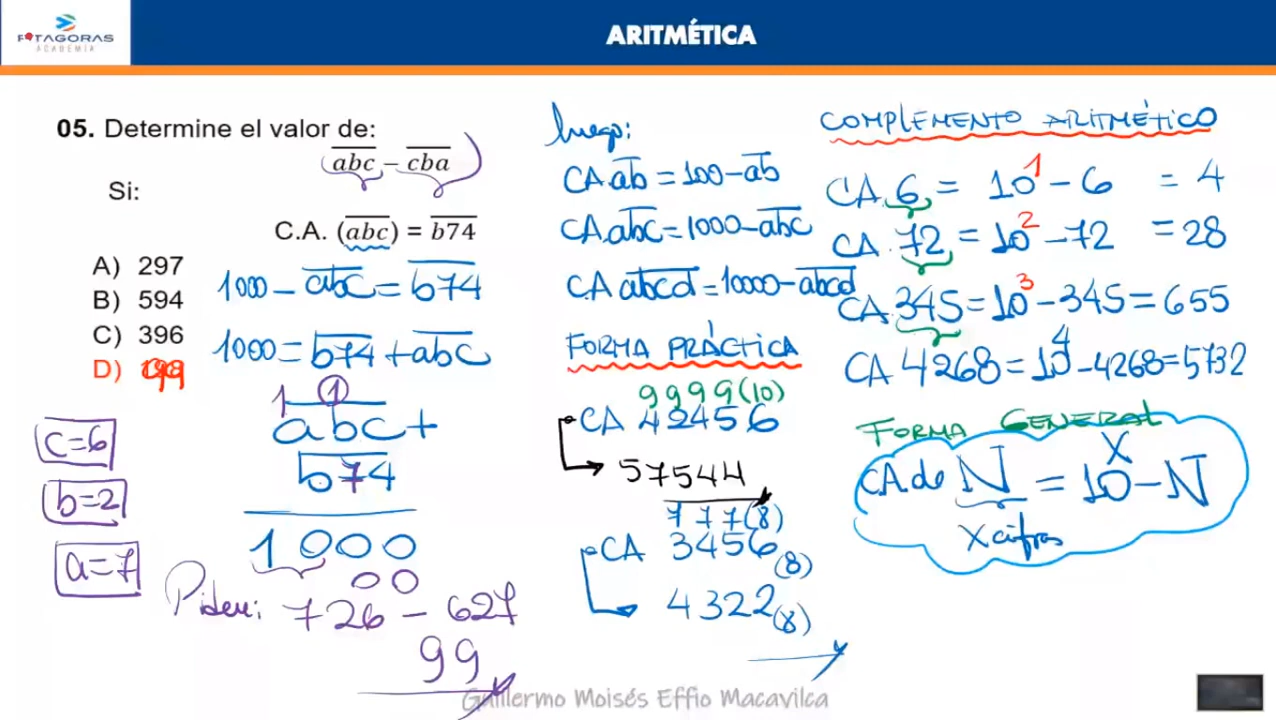 PITAGORAS
ACADEMIA
ARITMÉTICA
05. Determine el valor de:
abc − cba
Si:
C.A. (abc) = b74
A) 297
B) 594
C) 396
D) 99
1000 − abc = b74
1000 = b74 + abc
1 1
abc +
b74
1000
00
c=6
b=2
a=7
Piden: 726 − 627
99
luego:
CA ab = 100 − ab
CA abc = 1000 − abc
CA abcd = 10000 − abcd
FORMA PRÁCTICA
9999(10)
CA 42456
57544
777(8)
CA 3456(8)
4322(8)
COMPLEMENTO ARITMÉTICO
CA 6 = 10¹ − 6 = 4
CA 72 = 10² − 72 = 28
CA 345 = 10³ − 345 = 655
CA 4268 = 10⁴ − 4268 = 5732
FORMA GENERAL
CA de N = 10ˣ − N
X cifras
Guillermo Moisés Effio Macavilca